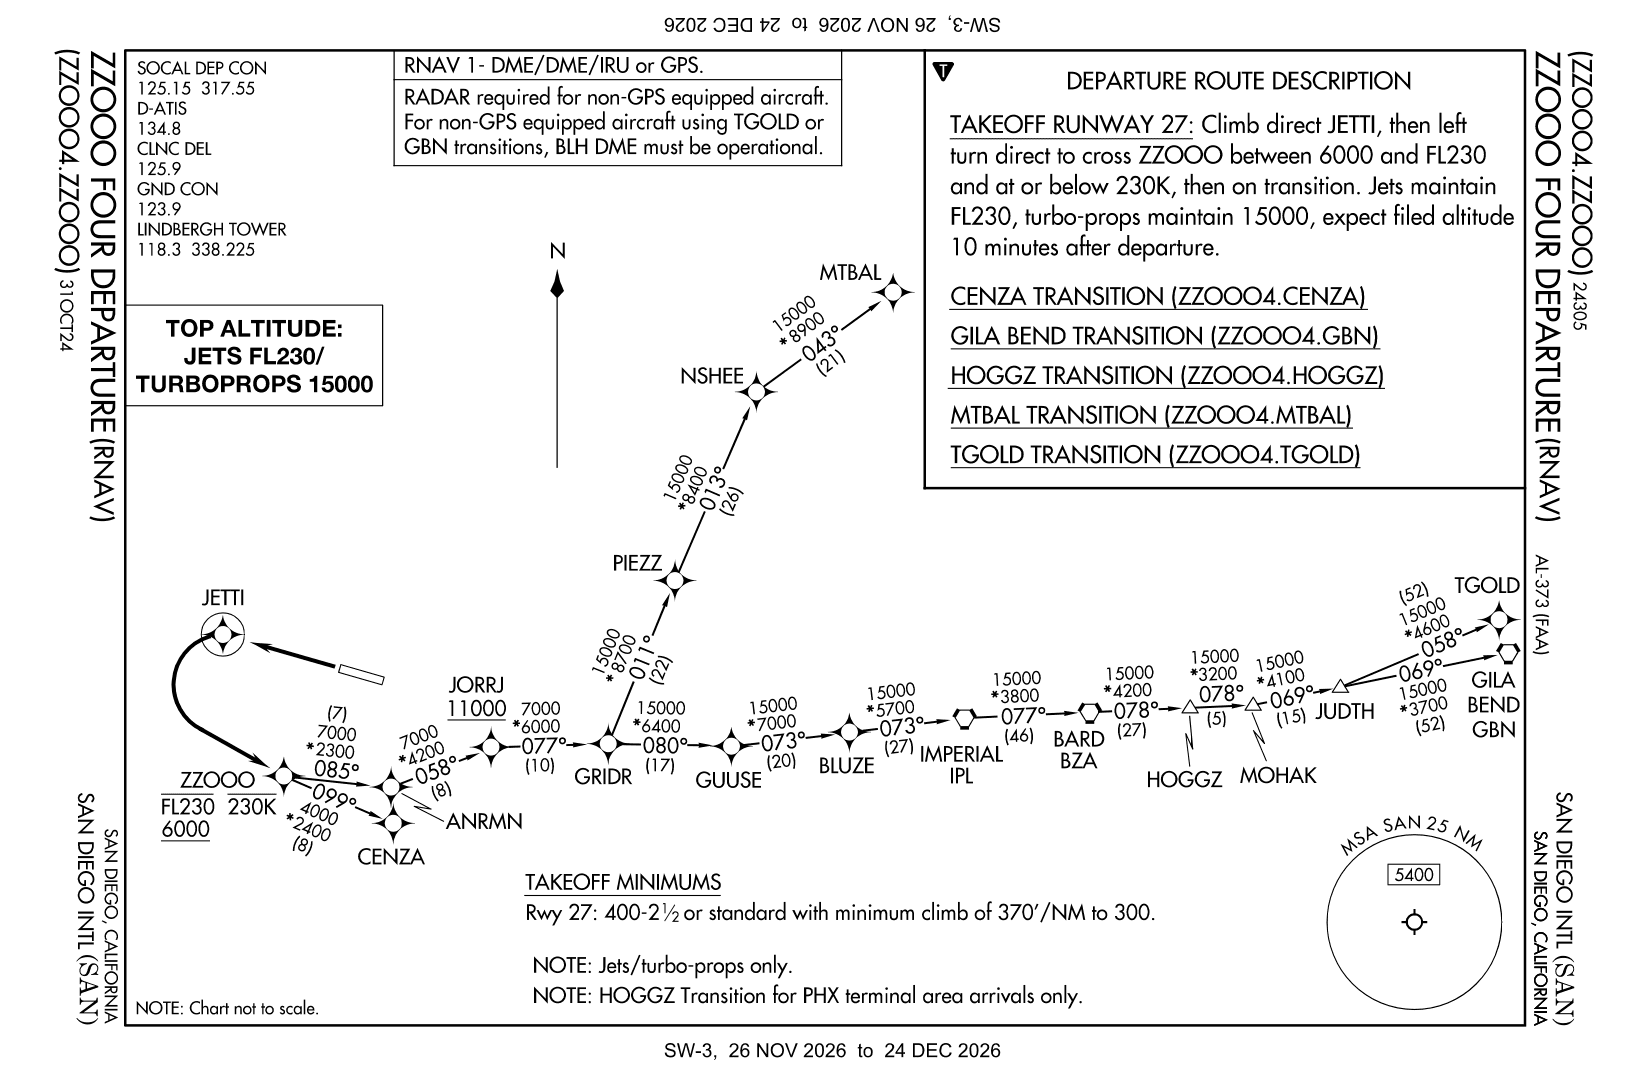 SW-3, 26 NOV 2026 to 24 DEC 2026
(ZZOOO4.ZZOOO) 31OCT24
ZZOOO FOUR DEPARTURE (RNAV)
SAN DIEGO INTL (SAN)
SAN DIEGO, CALIFORNIA
SOCAL DEP CON
125.15 317.55
D-ATIS
134.8
CLNC DEL
125.9
GND CON
123.9
LINDBERGH TOWER
118.3 338.225
RNAV 1- DME/DME/IRU or GPS.
RADAR required for non-GPS equipped aircraft.
For non-GPS equipped aircraft using TGOLD or
GBN transitions, BLH DME must be operational.
TOP ALTITUDE:
JETS FL230/
TURBOPROPS 15000
T
DEPARTURE ROUTE DESCRIPTION
TAKEOFF RUNWAY 27: Climb direct JETTI, then left
turn direct to cross ZZOOO between 6000 and FL230
and at or below 230K, then on transition. Jets maintain
FL230, turbo-props maintain 15000, expect filed altitude
10 minutes after departure.
CENZA TRANSITION (ZZOOO4.CENZA)
GILA BEND TRANSITION (ZZOOO4.GBN)
HOGGZ TRANSITION (ZZOOO4.HOGGZ)
MTBAL TRANSITION (ZZOOO4.MTBAL)
TGOLD TRANSITION (ZZOOO4.TGOLD)
N
MTBAL
15000
*8900
043°
(21)
NSHEE
15000
*8400
013°
(26)
PIEZZ
15000
*8700
011°
(22)
JETTI
ZZOOO
FL230 230K
6000
(7)
7000
*2300
085°
099°
4000
*2400
(8)
CENZA
ANRMN
7000
*4200
058°
(8)
JORRJ
11000
7000
*6000
077°
(10)
GRIDR
15000
*6400
080°
(17)
GUUSE
15000
*7000
073°
(20)
BLUZE
15000
*5700
073°
(27)
IMPERIAL
IPL
15000
*3800
077°
(46)
BARD
BZA
15000
*4200
078°
(27)
HOGGZ
15000
*3200
078°
(5)
MOHAK
15000
*4100
069°
(15)
JUDTH
(52)
15000
*4600
058°
TGOLD
069°
15000
*3700
(52)
GILA
BEND
GBN
TAKEOFF MINIMUMS
Rwy 27: 400-2½ or standard with minimum climb of 370'/NM to 300.
NOTE: Jets/turbo-props only.
NOTE: HOGGZ Transition for PHX terminal area arrivals only.
NOTE: Chart not to scale.
MSA SAN 25 NM
5400
(ZZOOO4.ZZOOO) 24305
ZZOOO FOUR DEPARTURE (RNAV)
AL-373 (FAA)
SAN DIEGO INTL (SAN)
SAN DIEGO, CALIFORNIA
SW-3, 26 NOV 2026 to 24 DEC 2026